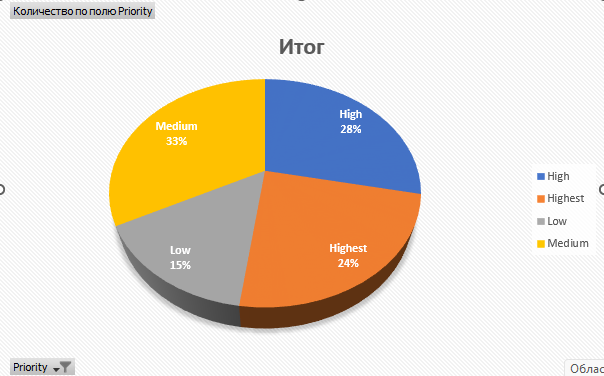 Количество по полю Priority
Итог
High
28%
Medium
33%
High
Highest
Low
Medium
Low
15%
Highest
24%
Priority
Облас